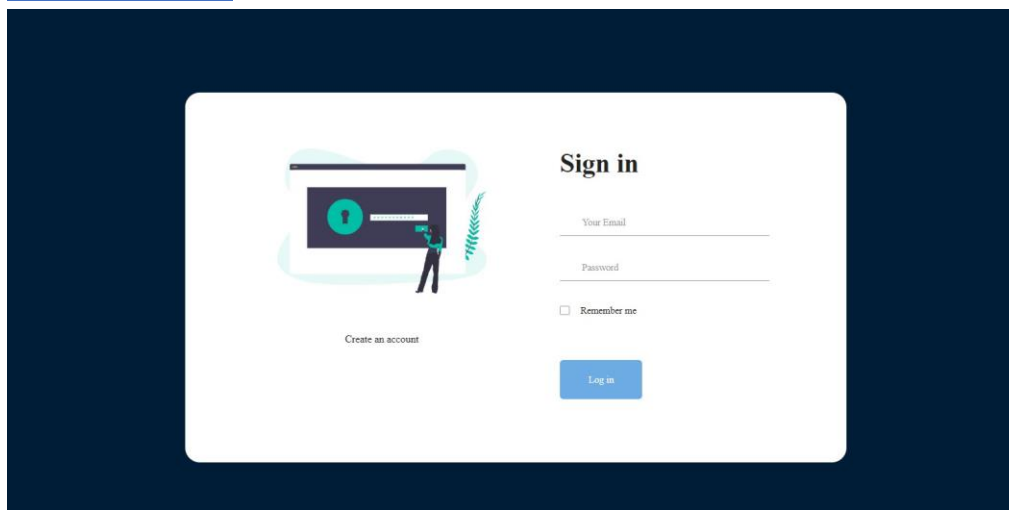 Sign in
Your Email
Password
Remember me
Create an account
Log in